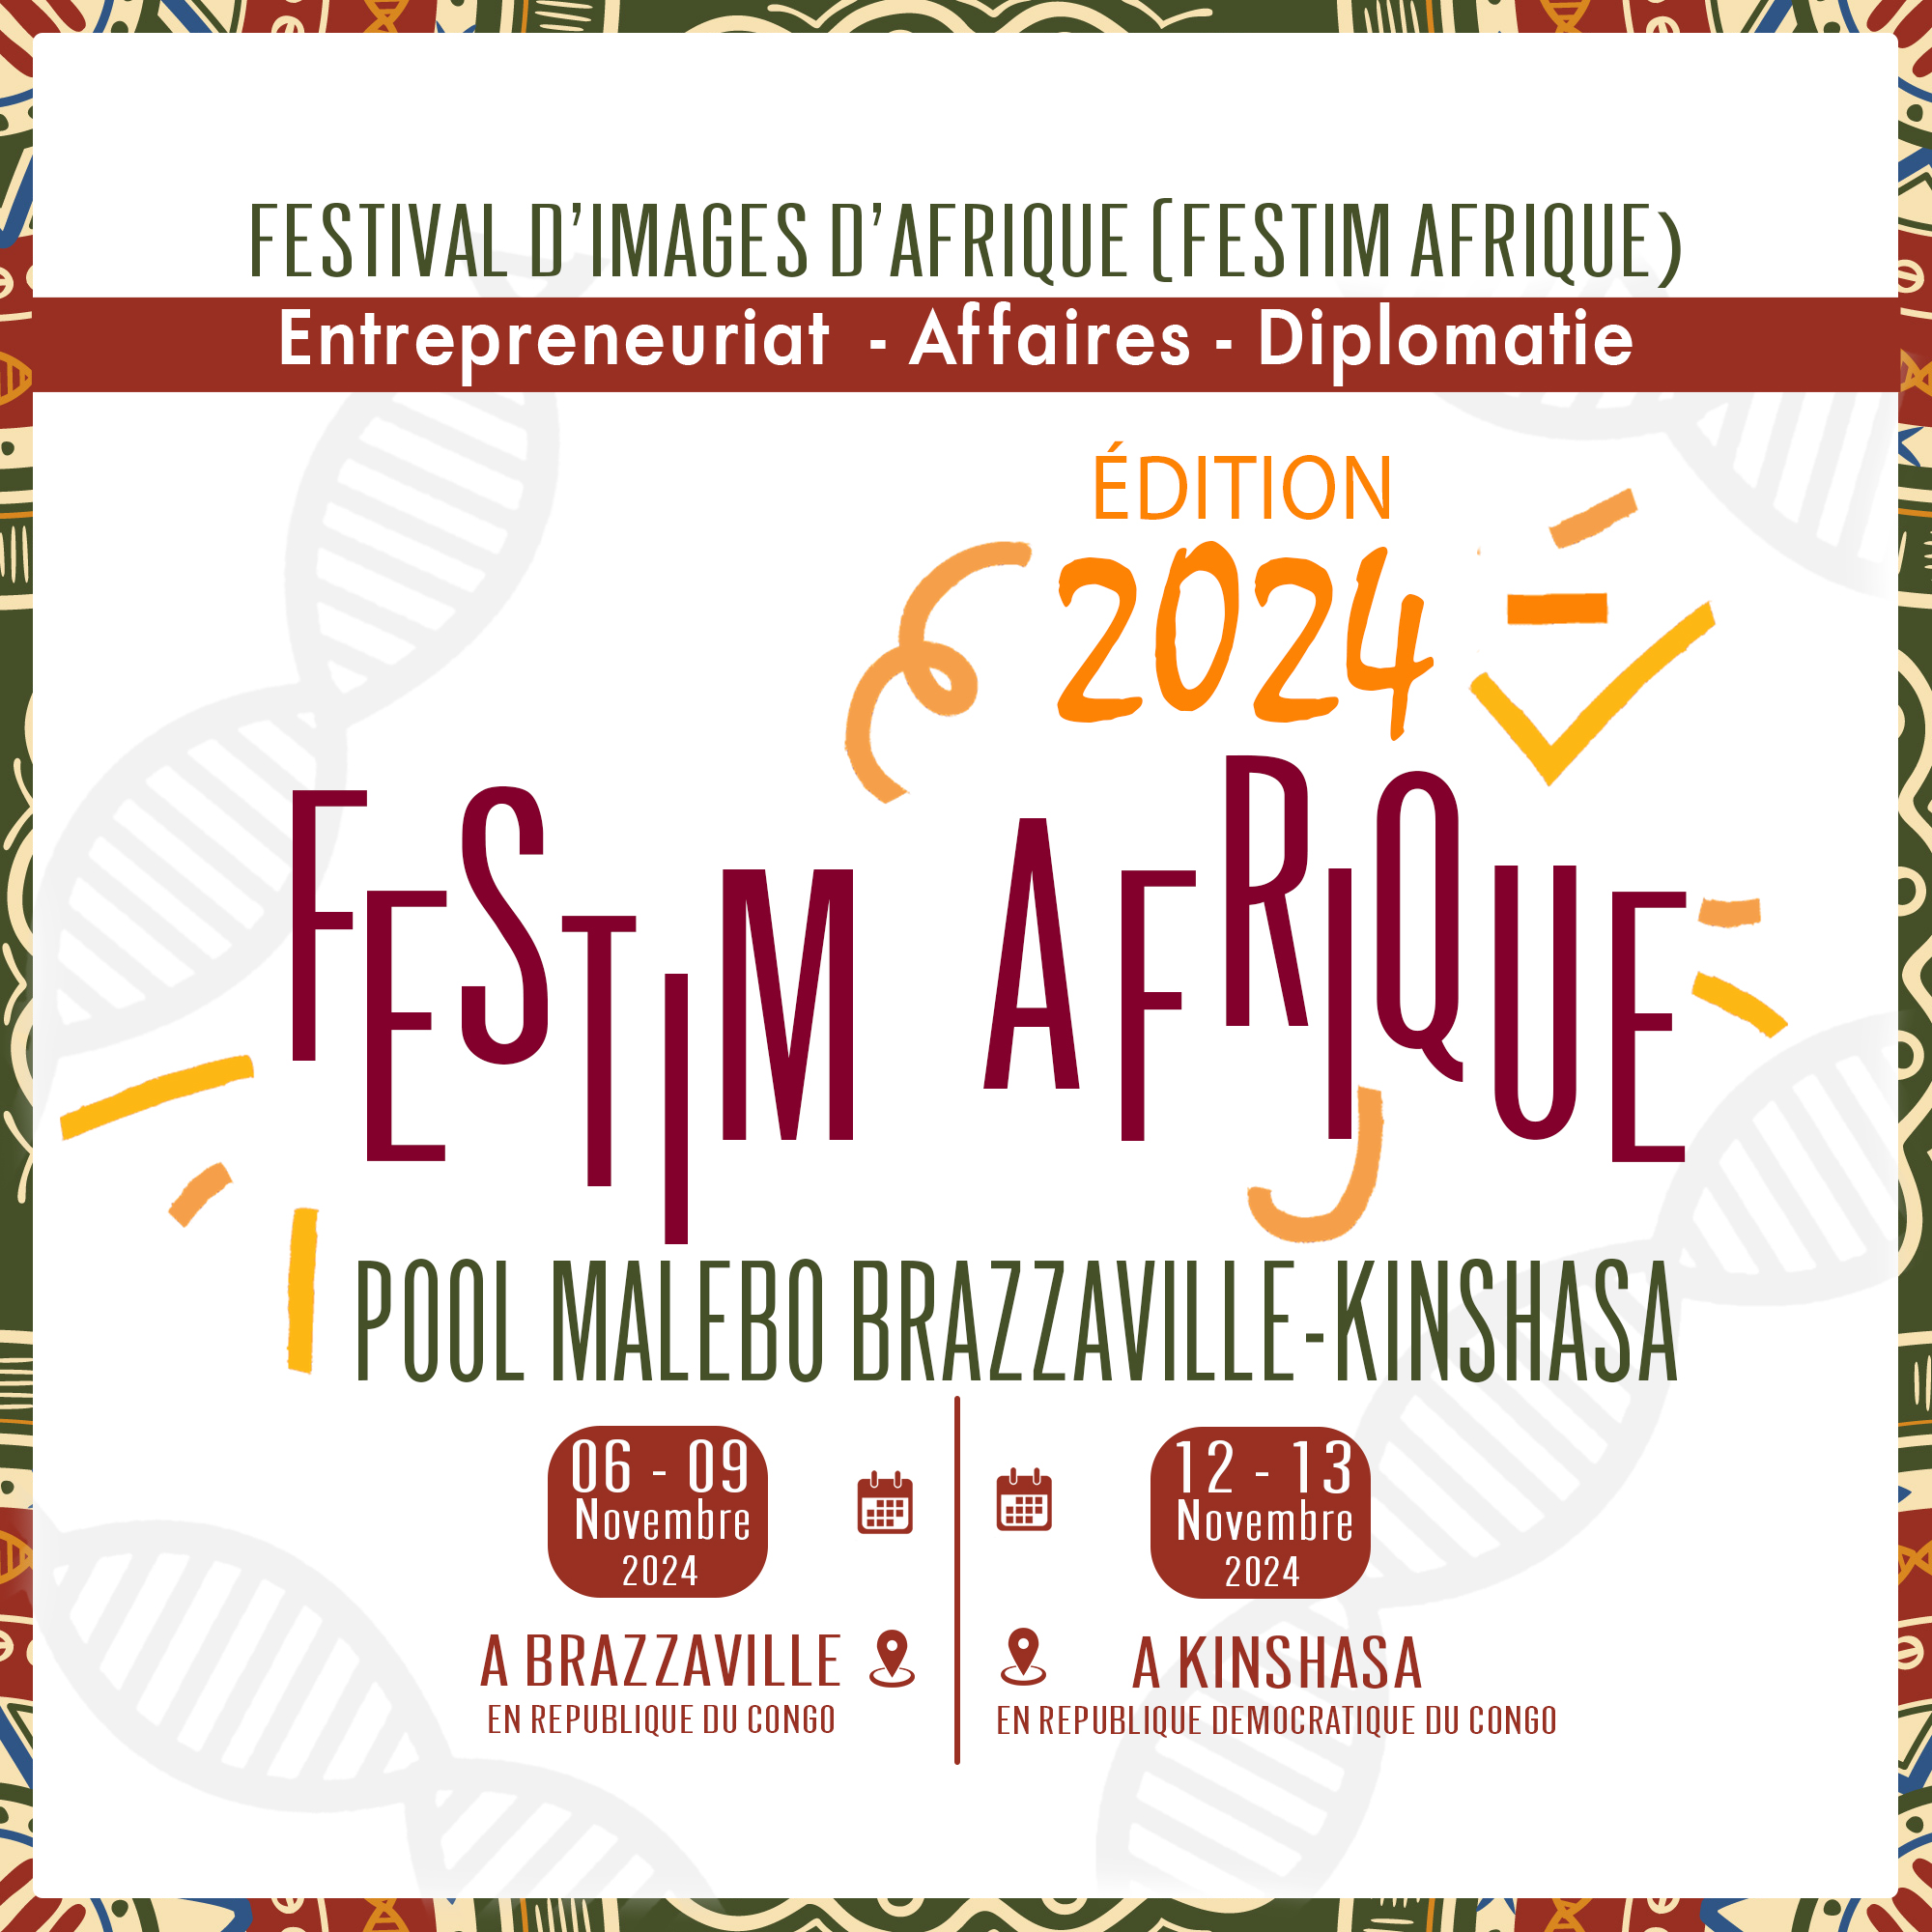 FESTIVAL D'IMAGES D'AFRIQUE (FESTIM AFRIQUE)
Entrepreneuriat - Affaires - Diplomatie
ÉDITION
2024
FESTIM AFRIQUE
POOL MALEBO BRAZZAVILLE-KINSHASA
06 - 09
Novembre
2024
A BRAZZAVILLE
EN REPUBLIQUE DU CONGO
12 - 13
Novembre
2024
A KINSHASA
EN REPUBLIQUE DEMOCRATIQUE DU CONGO